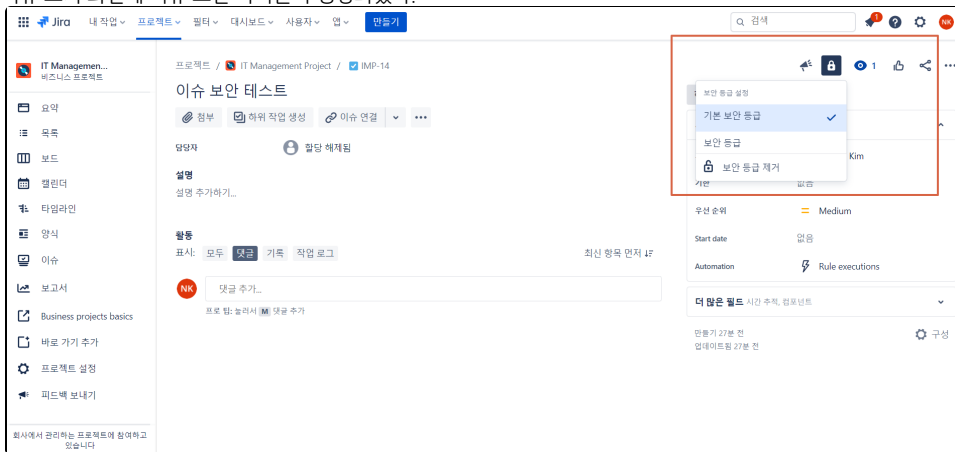 Jira 내 작업 프로젝트 필터 대시보드 사용자 앱 만들기 검색 NK
IT Managemen...
비즈니스 프로젝트
요약
목록
보드
캘린더
타임라인
양식
이슈
보고서
Business projects basics
바로 가기 추가
프로젝트 설정
피드백 보내기
회사에서 관리하는 프로젝트에 참여하고
있습니다
프로젝트 / IT Management Project / IMP-14
이슈 보안 테스트
첨부 하위 작업 생성 이슈 연결
담당자 할당 해제됨
설명
설명 추가하기...
활동
표시: 모두 댓글 기록 작업 로그 최신 항목 먼저
NK 댓글 추가...
프로 팁: 눌러서 M 댓글 추가
1
보안 등급 설정
기본 보안 등급
보안 등급
보안 등급 제거
Kim
없음
우선 순위 Medium
Start date 없음
Automation Rule executions
더 많은 필드 시간 추적, 컴포넌트
만들기 27분 전
업데이트됨 27분 전
구성